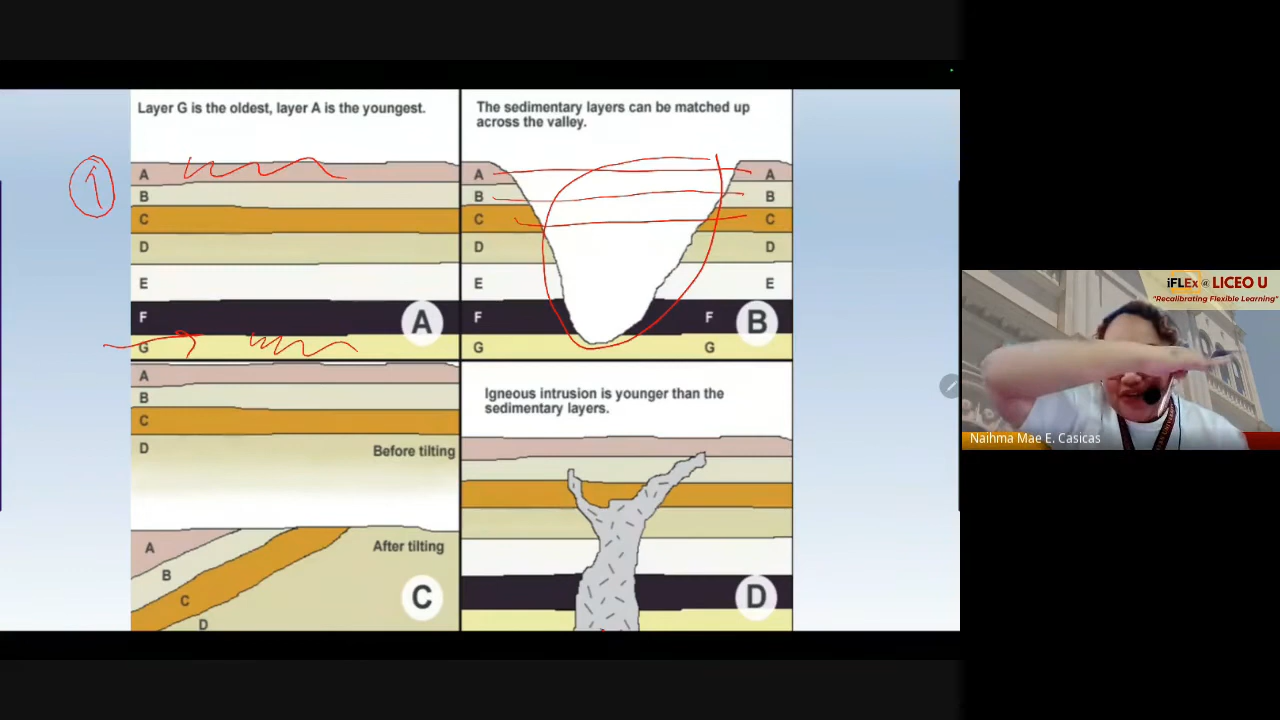 Layer G is the oldest, layer A is the youngest.
A
B
C
D
E
F
G
A
1
The sedimentary layers can be matched up
across the valley.
A A
B B
C C
D D
E E
F F
G G
B
A
B
C
D
Before tilting
After tilting
A
B
C
D
C
Igneous intrusion is younger than the
sedimentary layers.
D
iFLEx @ LICEO U
"Recalibrating Flexible Learning"
Naihma Mae E. Casicas